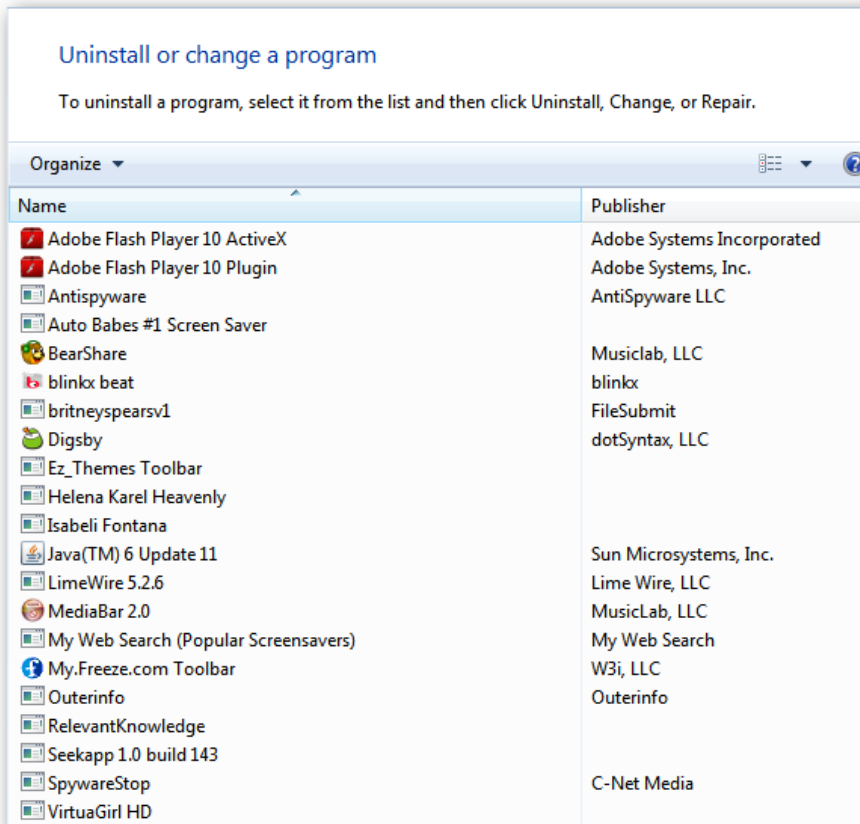 Uninstall or change a program
To uninstall a program, select it from the list and then click Uninstall, Change, or Repair.
Organize
Name Publisher
Adobe Flash Player 10 ActiveX Adobe Systems Incorporated
Adobe Flash Player 10 Plugin Adobe Systems, Inc.
Antispyware AntiSpyware LLC
Auto Babes #1 Screen Saver
BearShare Musiclab, LLC
blinkx beat blinkx
britneyspearsv1 FileSubmit
Digsby dotSyntax, LLC
Ez_Themes Toolbar
Helena Karel Heavenly
Isabeli Fontana
Java(TM) 6 Update 11 Sun Microsystems, Inc.
LimeWire 5.2.6 Lime Wire, LLC
MediaBar 2.0 MusicLab, LLC
My Web Search (Popular Screensavers) My Web Search
My.Freeze.com Toolbar W3i, LLC
Outerinfo Outerinfo
RelevantKnowledge
Seekapp 1.0 build 143
SpywareStop C-Net Media
VirtuaGirl HD